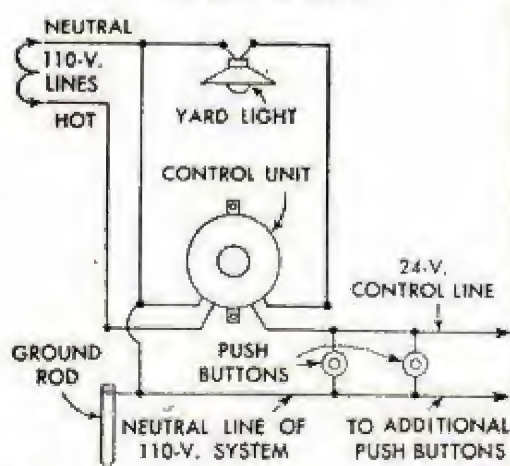 NEUTRAL
110-V.
LINES
HOT
YARD LIGHT
CONTROL UNIT
24-V.
CONTROL LINE
GROUND
ROD
PUSH
BUTTONS
NEUTRAL LINE OF
110-V. SYSTEM
TO ADDITIONAL
PUSH BUTTONS